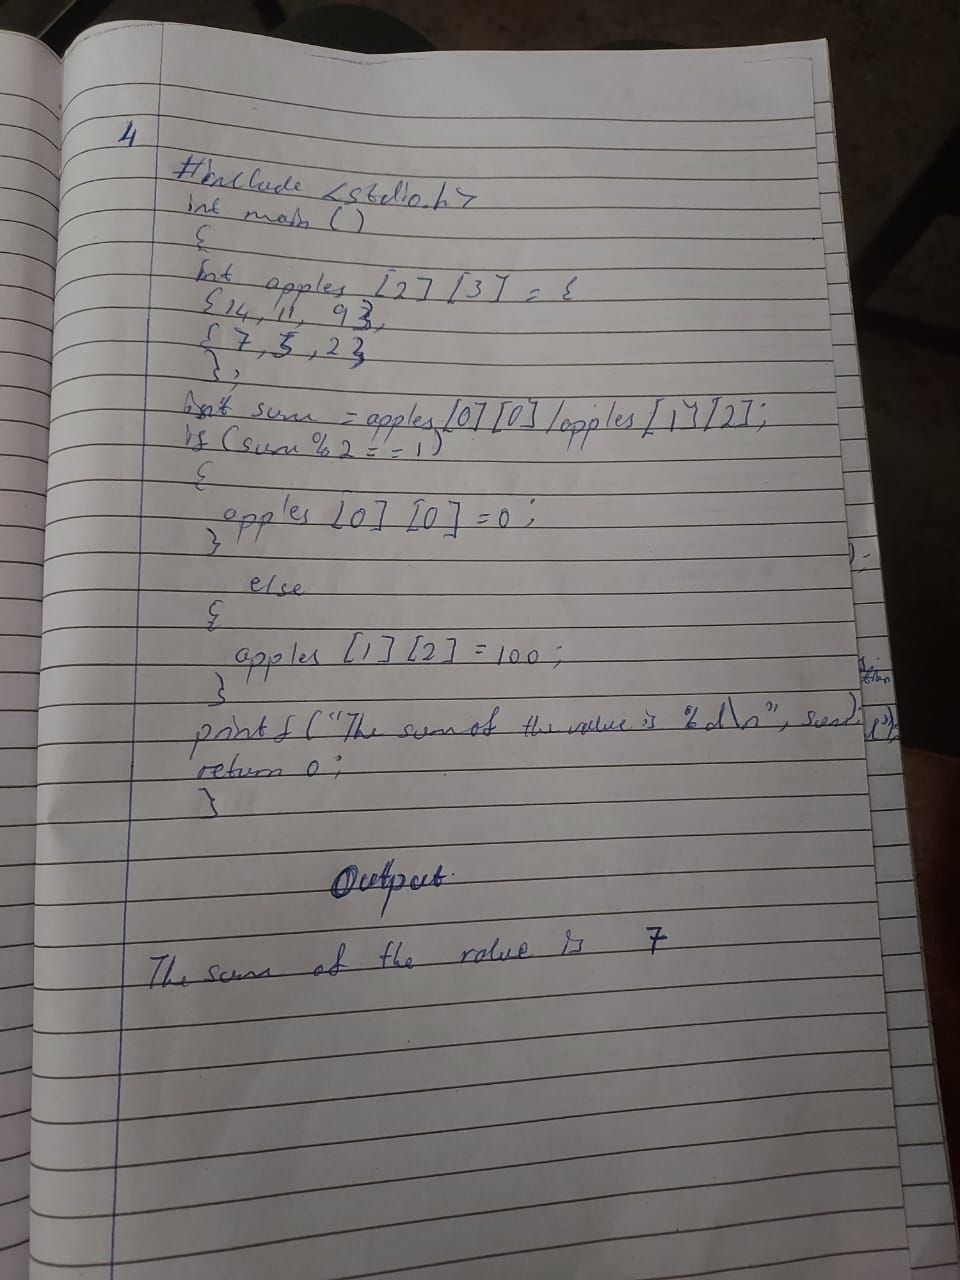 4
#include <stdio.h>
int main ()
{
int apples [2] [3] = {
{14, 11, 9},
{ 7, 5, 2}
};
int sum = apples [0] [0] / apples [1] [2];
if (sum % 2 == 1)
{
apples [0] [0] = 0 ;
}
else
{
apples [1] [2] = 100 ;
}
printf ("The sum of the value is %d\n", sum);
return 0 ;
}
Output
The sum of the value is 7